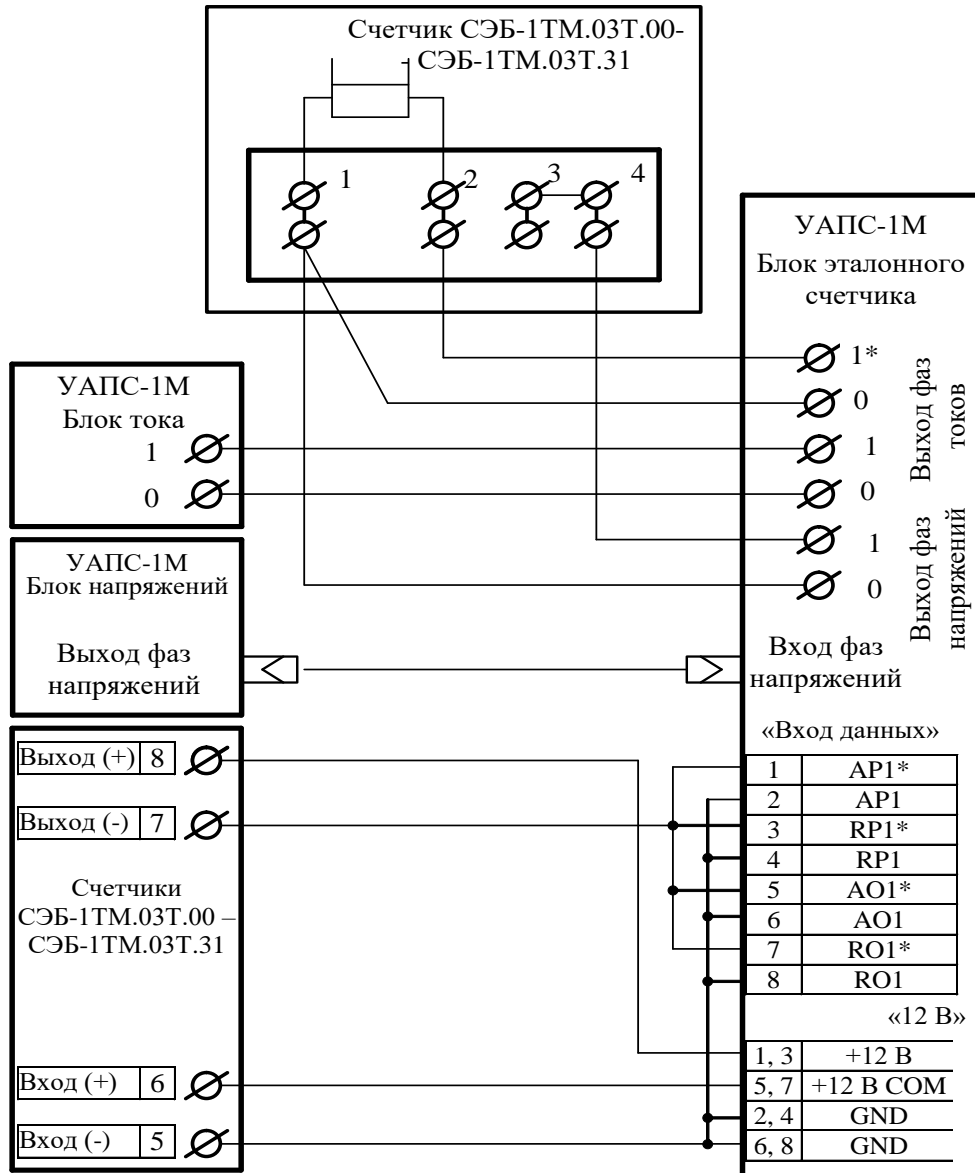 Счетчик СЭБ-1ТМ.03Т.00-
- СЭБ-1ТМ.03Т.31
1
2
3
4
УАПС-1М
Блок эталонного
счетчика
1*
0
1
0
Выход фаз
токов
1
0
Выход фаз
напряжений
УАПС-1М
Блок тока
1
0
УАПС-1М
Блок напряжений
Выход фаз
напряжений
Вход фаз
напряжений
«Вход данных»
1 AP1*
2 AP1
3 RP1*
4 RP1
5 AO1*
6 AO1
7 RO1*
8 RO1
«12 В»
1, 3 +12 В
5, 7 +12 В COM
2, 4 GND
6, 8 GND
Выход (+) 8
Выход (-) 7
Счетчики
СЭБ-1ТМ.03Т.00 –
СЭБ-1ТМ.03Т.31
Вход (+) 6
Вход (-) 5